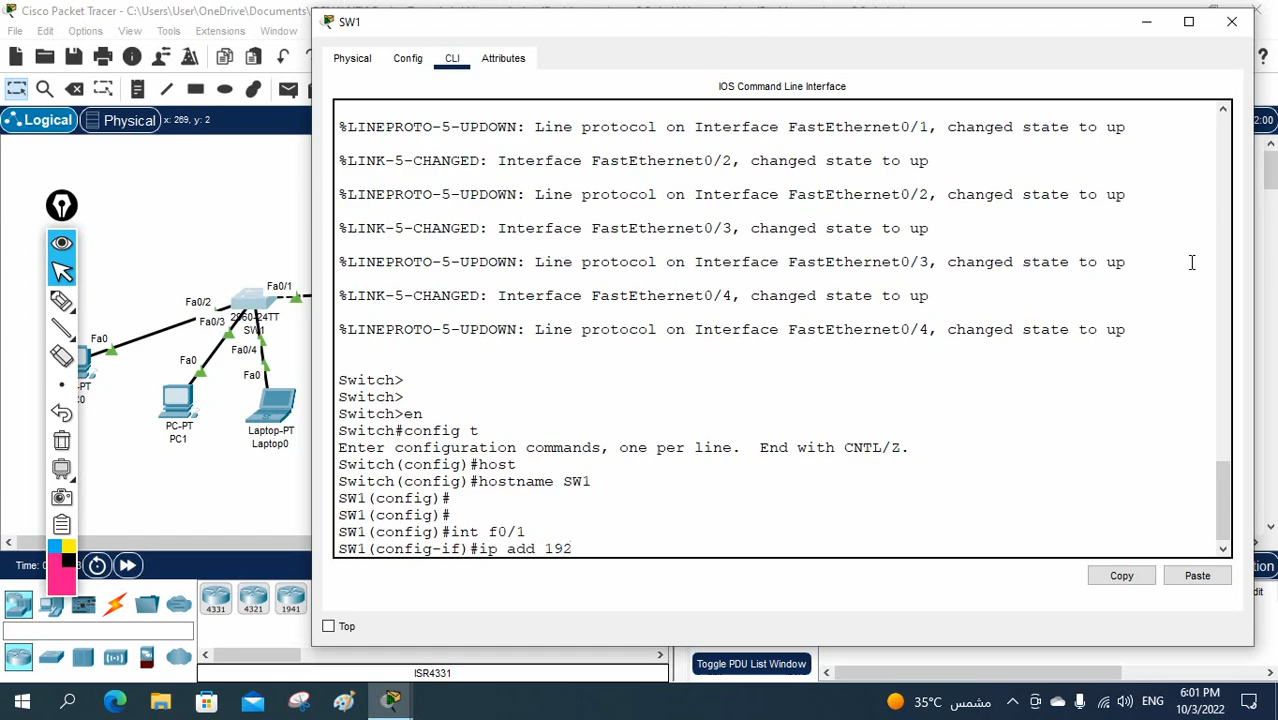 Cisco Packet Tracer - C:\Users\User\OneDrive\Documents\
SW1
File Edit Options View Tools Extensions Window
Physical Config CLI Attributes
IOS Command Line Interface
Logical Physical x: 269, y: 2
%LINEPROTO-5-UPDOWN: Line protocol on Interface FastEthernet0/1, changed state to up
%LINK-5-CHANGED: Interface FastEthernet0/2, changed state to up
%LINEPROTO-5-UPDOWN: Line protocol on Interface FastEthernet0/2, changed state to up
%LINK-5-CHANGED: Interface FastEthernet0/3, changed state to up
%LINEPROTO-5-UPDOWN: Line protocol on Interface FastEthernet0/3, changed state to up
%LINK-5-CHANGED: Interface FastEthernet0/4, changed state to up
%LINEPROTO-5-UPDOWN: Line protocol on Interface FastEthernet0/4, changed state to up
Switch>
Switch>
Switch>en
Switch#config t
Enter configuration commands, one per line.  End with CNTL/Z.
Switch(config)#host
Switch(config)#hostname SW1
SW1(config)#
SW1(config)#
SW1(config)#int f0/1
SW1(config-if)#ip add 192
Copy Paste
Top
2:00
Fa0/1
Fa0/2
2960-24TT
SW1
Fa0/3
Fa0/4
Fa0
Fa0
PC-PT
PC1
Laptop-PT
Laptop0
-PT
C0
Time:
4331 4321 1941
ISR4331
Toggle PDU List Window
35°C مشمس
ENG
6:01 PM
10/3/2022